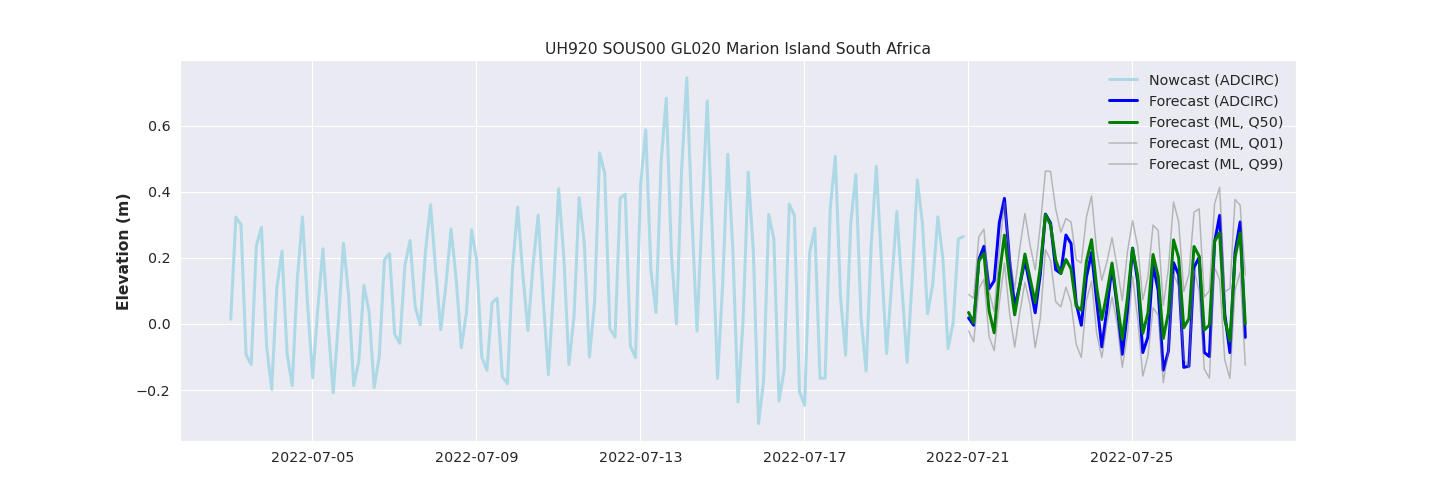 UH920 SOUS00 GL020 Marion Island South Africa
Nowcast (ADCIRC)
Forecast (ADCIRC)
Forecast (ML, Q50)
Forecast (ML, Q01)
Forecast (ML, Q99)
Elevation (m)
0.6
0.4
0.2
0.0
−0.2
2022-07-05
2022-07-09
2022-07-13
2022-07-17
2022-07-21
2022-07-25